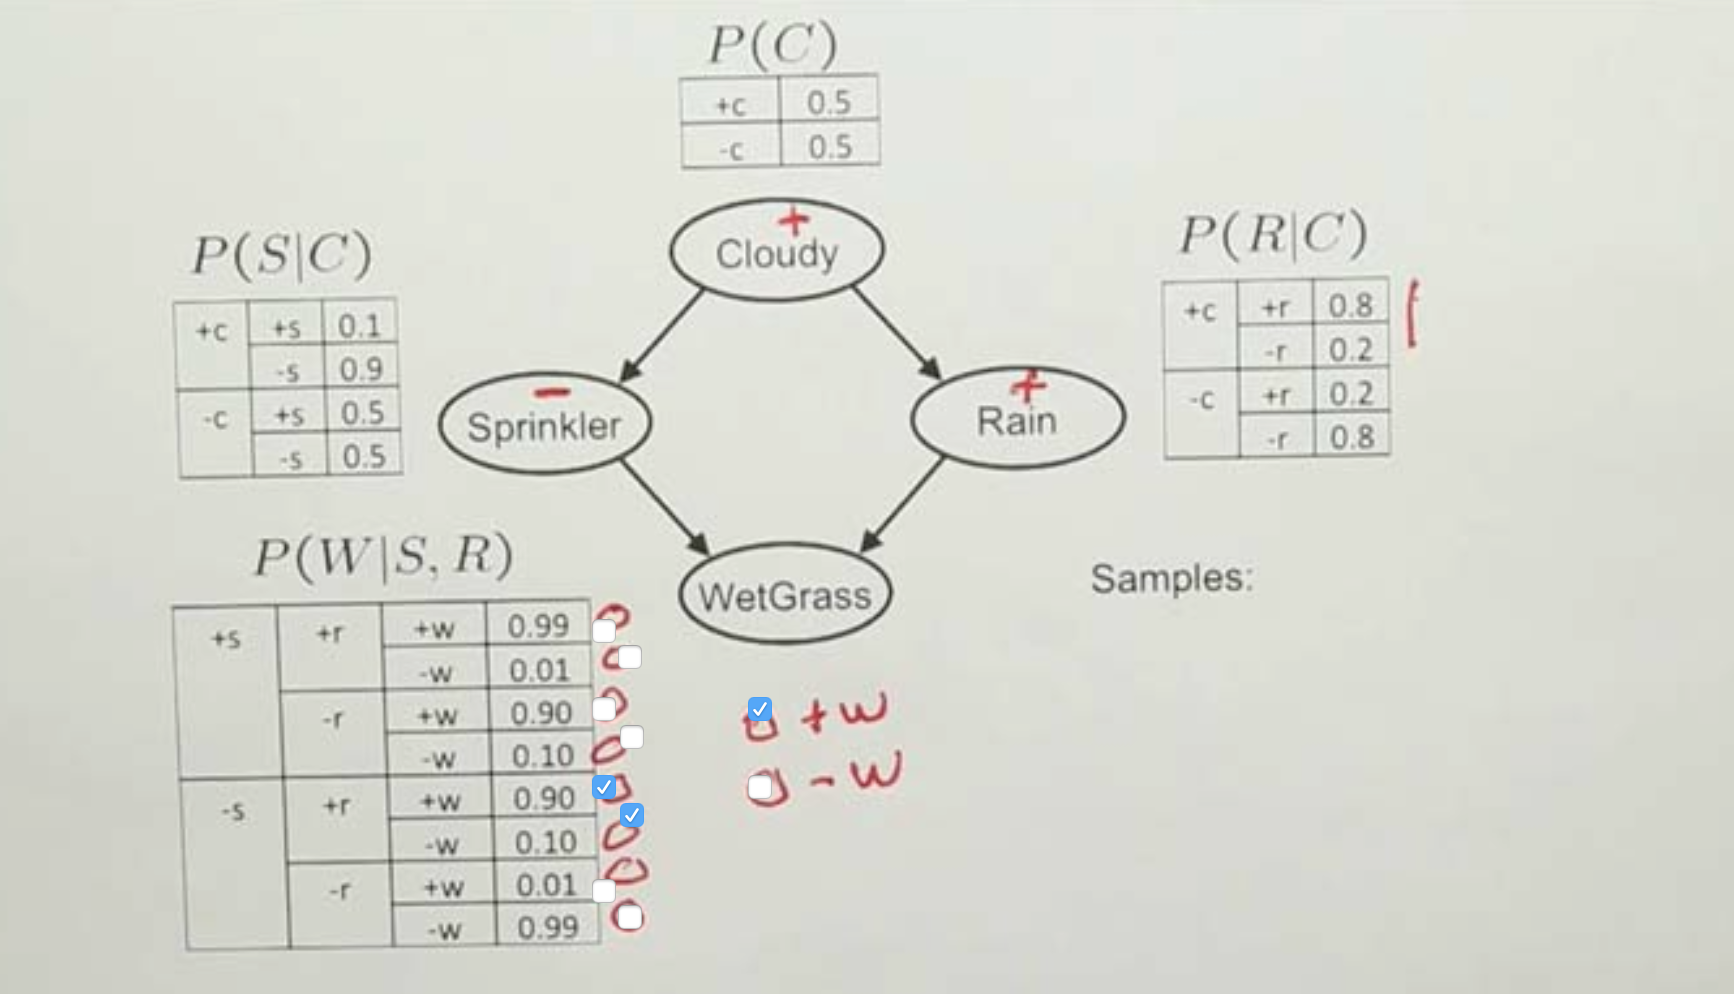 P(C)
+c 0.5
-c 0.5
+
Cloudy
P(S|C)
+c +s 0.1
-s 0.9
-c +s 0.5
-s 0.5
P(R|C)
+c +r 0.8
-r 0.2
-c +r 0.2
-r 0.8
−
Sprinkler
+
Rain
WetGrass
Samples:
P(W|S, R)
+s +r +w 0.99
-w 0.01
-r +w 0.90
-w 0.10
-s +r +w 0.90
-w 0.10
-r +w 0.01
-w 0.99
+w
-w